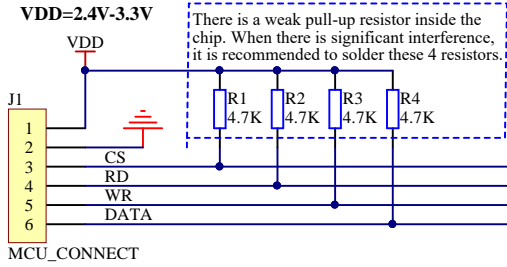 VDD=2.4V-3.3V
There is a weak pull-up resistor inside the
chip. When there is significant interference,
it is recommended to solder these 4 resistors.
VDD
J1
R1
4.7K
R2
4.7K
R3
4.7K
R4
4.7K
1
2
3
4
5
6
CS
RD
WR
DATA
MCU_CONNECT